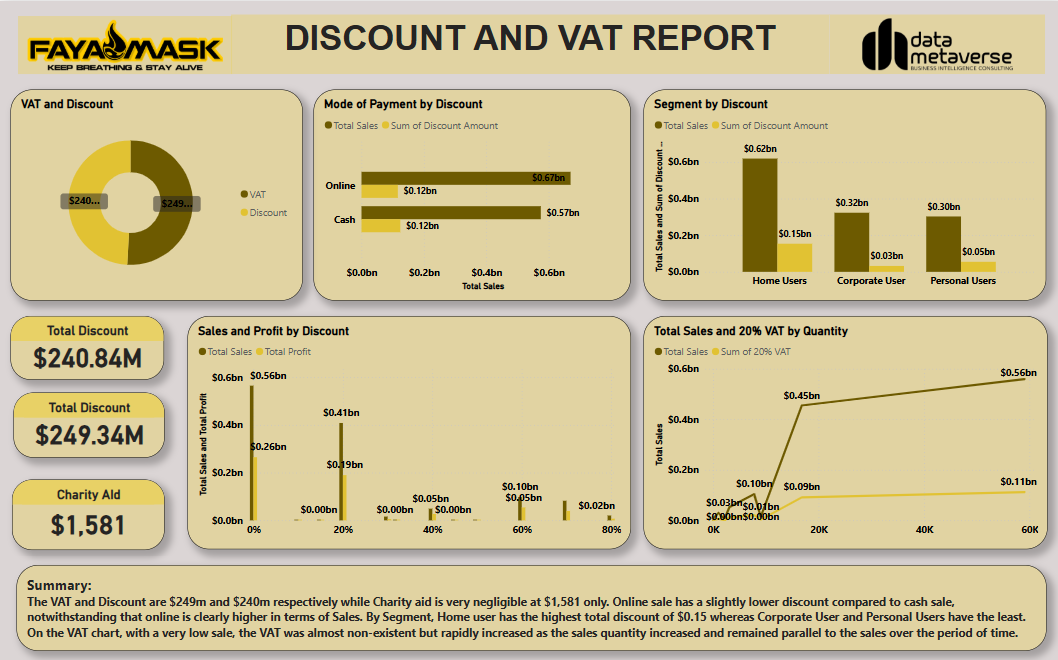 FAYA MASK
KEEP BREATHING & STAY ALIVE
DISCOUNT AND VAT REPORT
data
metaverse
BUSINESS INTELLIGENCE CONSULTING
VAT and Discount
$240...
$249...
VAT
Discount
Mode of Payment by Discount
Total Sales Sum of Discount Amount
Online
$0.67bn
$0.12bn
Cash
$0.57bn
$0.12bn
$0.0bn $0.2bn $0.4bn $0.6bn
Total Sales
Segment by Discount
Total Sales Sum of Discount Amount
Total Sales and Sum of Discount ...
$0.6bn
$0.4bn
$0.2bn
$0.0bn
$0.62bn
$0.15bn
$0.32bn
$0.03bn
$0.30bn
$0.05bn
Home Users Corporate User Personal Users
Total Discount
$240.84M
Total Discount
$249.34M
Charity AId
$1,581
Sales and Profit by Discount
Total Sales Total Profit
Total Sales and Total Profit
$0.6bn
$0.4bn
$0.2bn
$0.0bn
$0.56bn
$0.26bn
$0.00bn
$0.41bn
$0.19bn
$0.00bn
$0.05bn
$0.00bn
$0.10bn
$0.05bn
$0.02bn
0% 20% 40% 60% 80%
Total Sales and 20% VAT by Quantity
Total Sales Sum of 20% VAT
Total Sales
$0.6bn
$0.4bn
$0.2bn
$0.0bn
$0.03bn
$0.00bn
$0.10bn
$0.01bn
$0.00bn
$0.45bn
$0.09bn
$0.56bn
$0.11bn
0K 20K 40K 60K
Summary:
The VAT and Discount are $249m and $240m respectively while Charity aid is very negligible at $1,581 only. Online sale has a slightly lower discount compared to cash sale,
notwithstanding that online is clearly higher in terms of Sales. By Segment, Home user has the highest total discount of $0.15 whereas Corporate User and Personal Users have the least.
On the VAT chart, with a very low sale, the VAT was almost non-existent but rapidly increased as the sales quantity increased and remained parallel to the sales over the period of time.